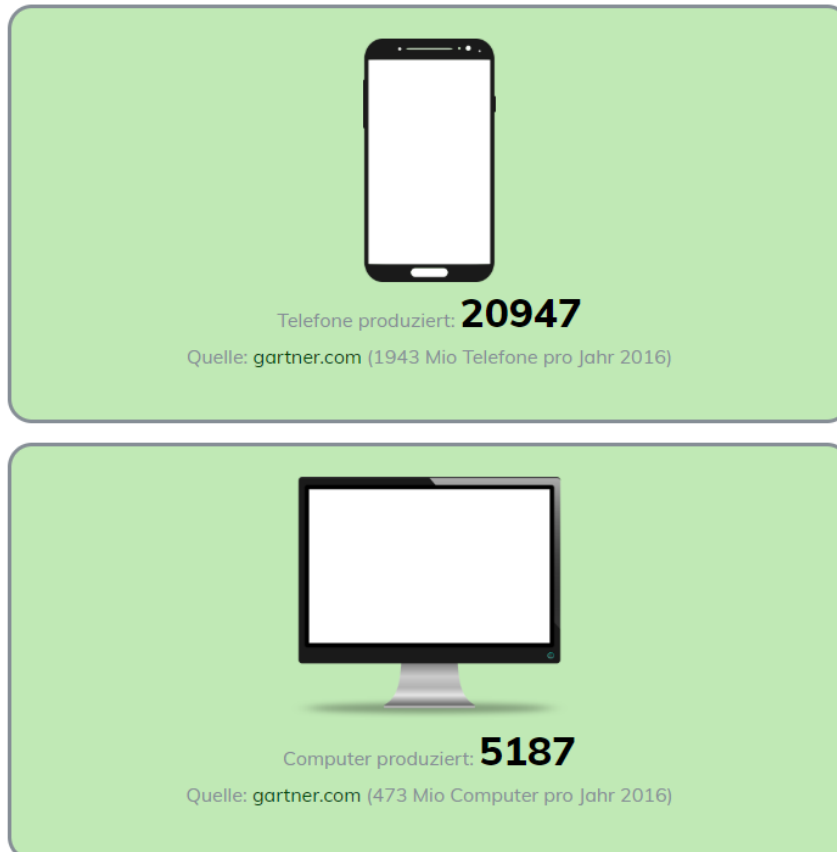 Telefone produziert: 20947
Quelle: gartner.com (1943 Mio Telefone pro Jahr 2016)
Computer produziert: 5187
Quelle: gartner.com (473 Mio Computer pro Jahr 2016)